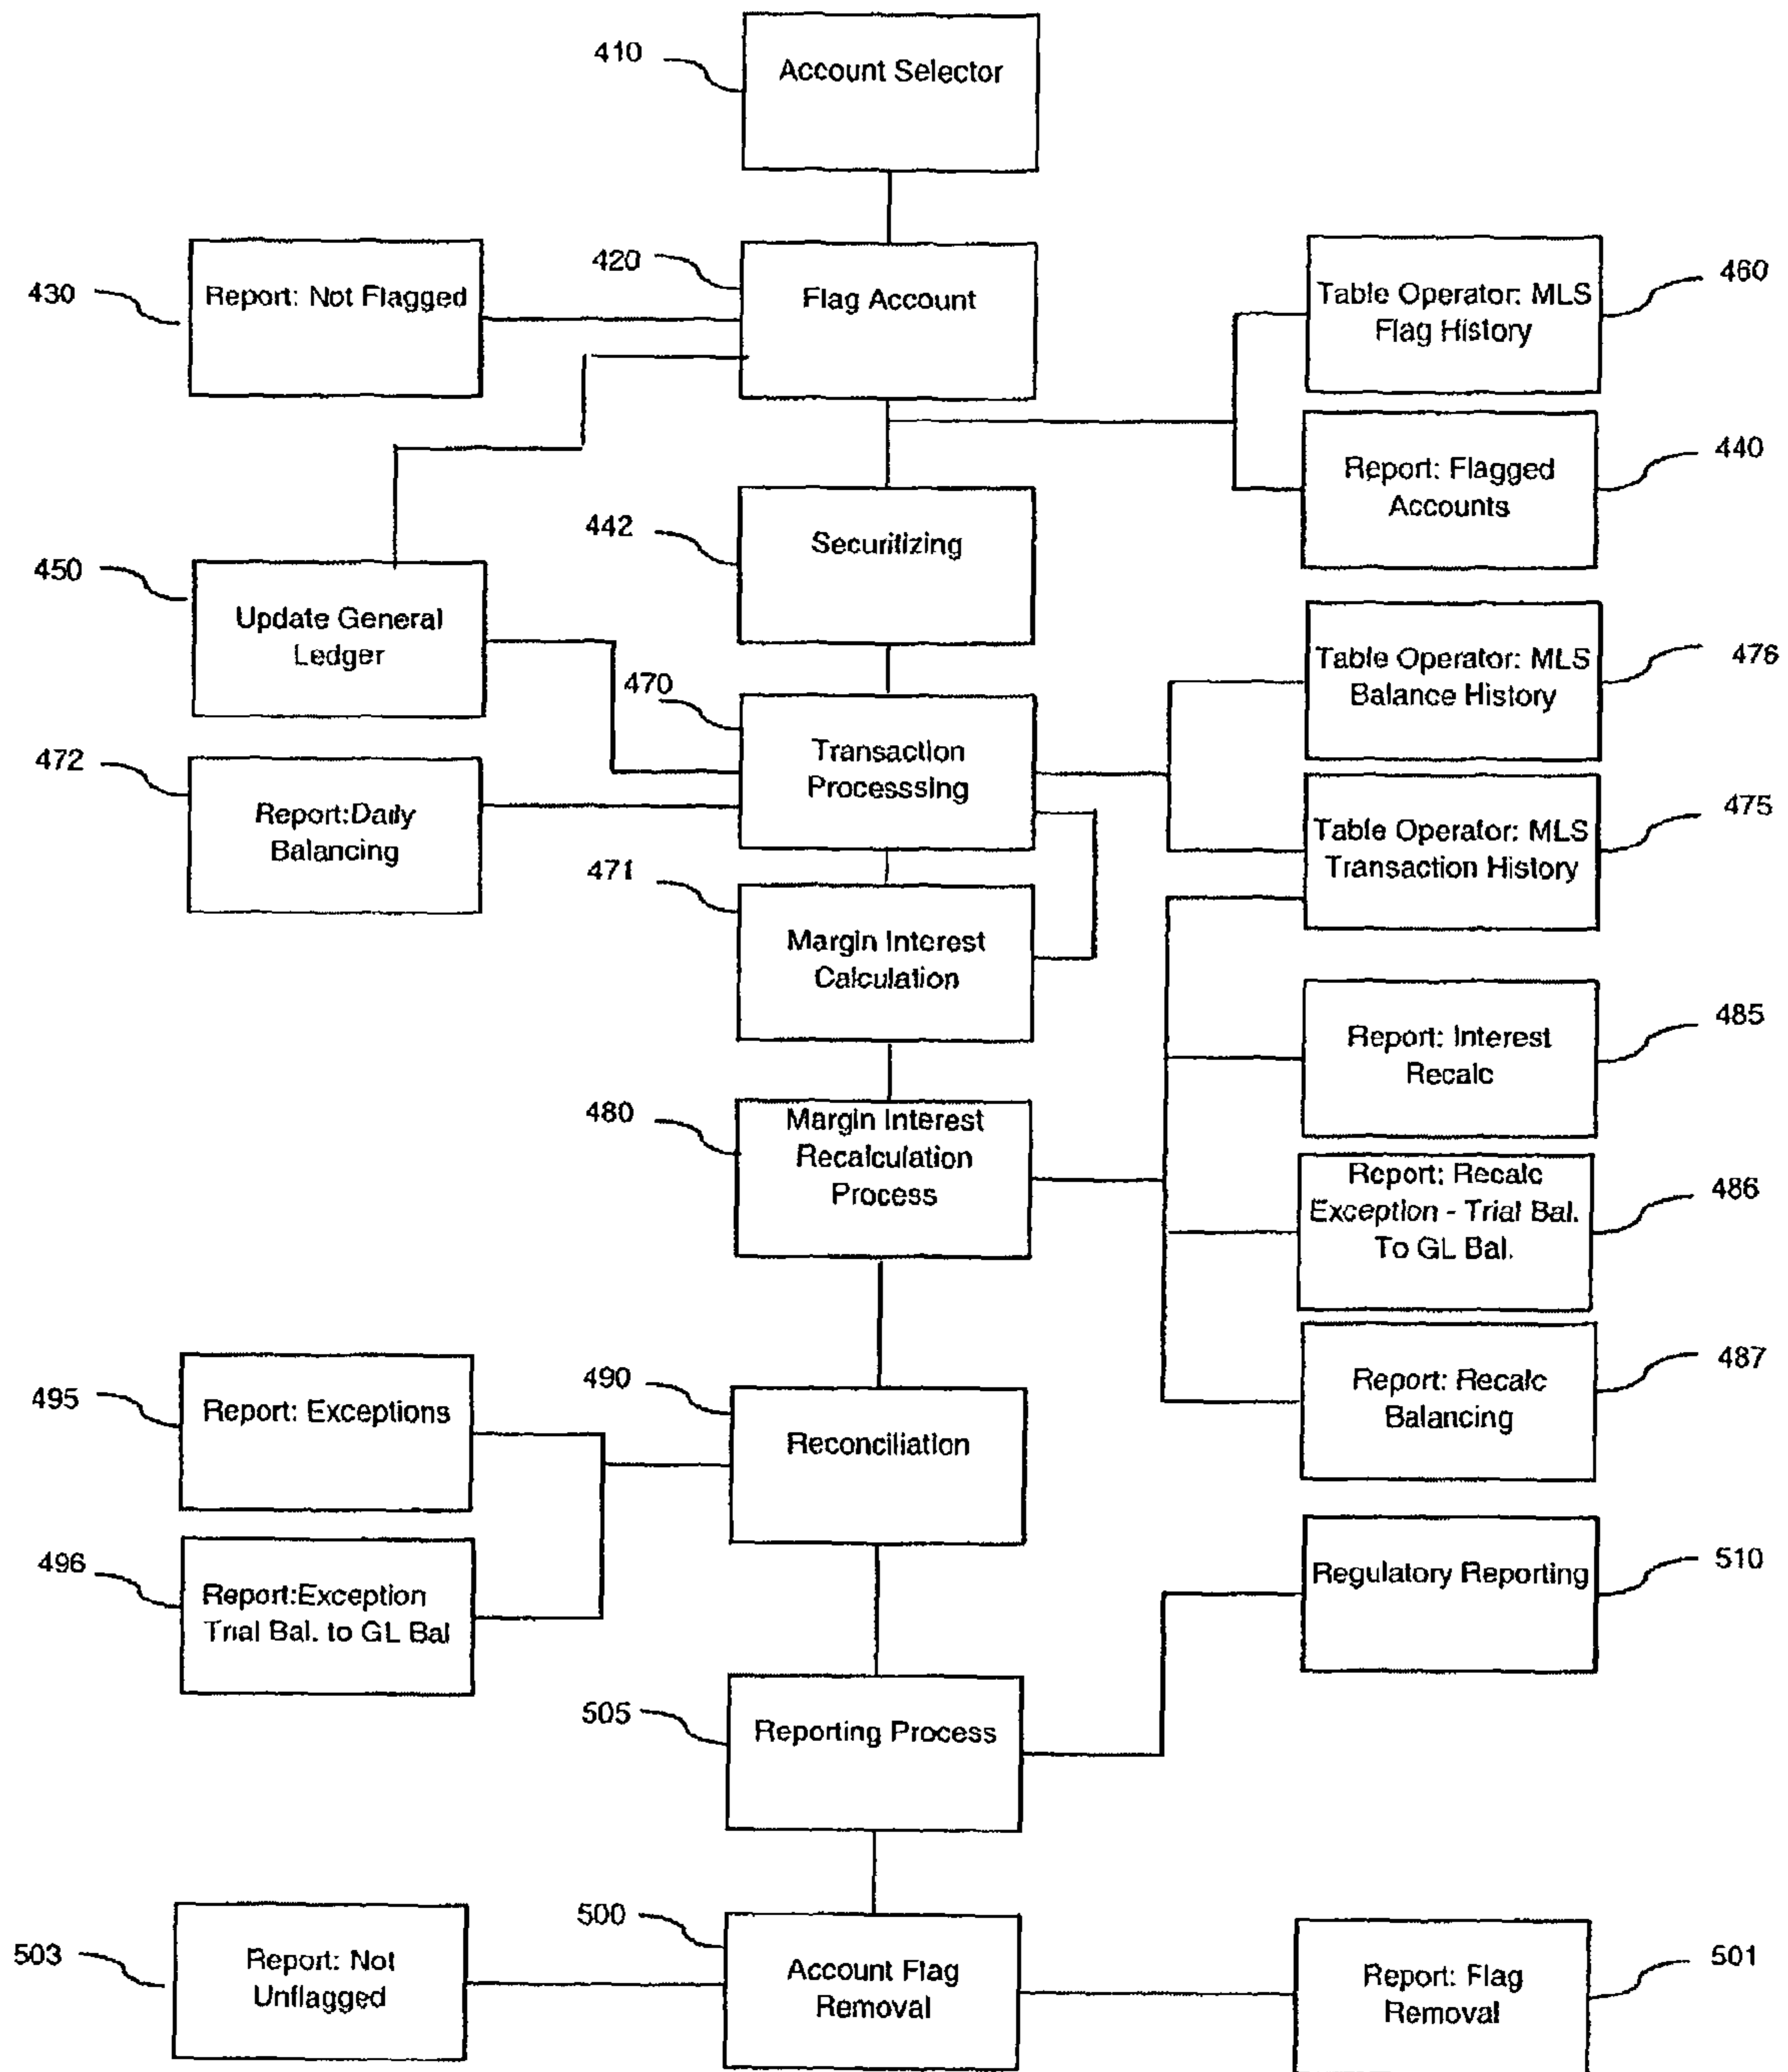 410
Account Selector
420
Flag Account
430
Report: Not Flagged
460
Table Operator: MLS
Flag History
440
Report: Flagged
Accounts
442
Securitizing
450
Update General
Ledger
470
Transaction
Processsing
476
Table Operator: MLS
Balance History
472
Report:Daily
Balancing
475
Table Operator: MLS
Transaction History
471
Margin Interest
Calculation
485
Report: Interest
Recalc
480
Margin Interest
Recalculation
Process
486
Report: Recalc
Exception - Trial Bal.
To GL Bal.
487
Report: Recalc
Balancing
495
Report: Exceptions
490
Reconciliation
496
Report:Exception
Trial Bal. to GL Bal
510
Regulatory Reporting
505
Reporting Process
503
Report: Not
Unflagged
500
Account Flag
Removal
501
Report: Flag
Removal